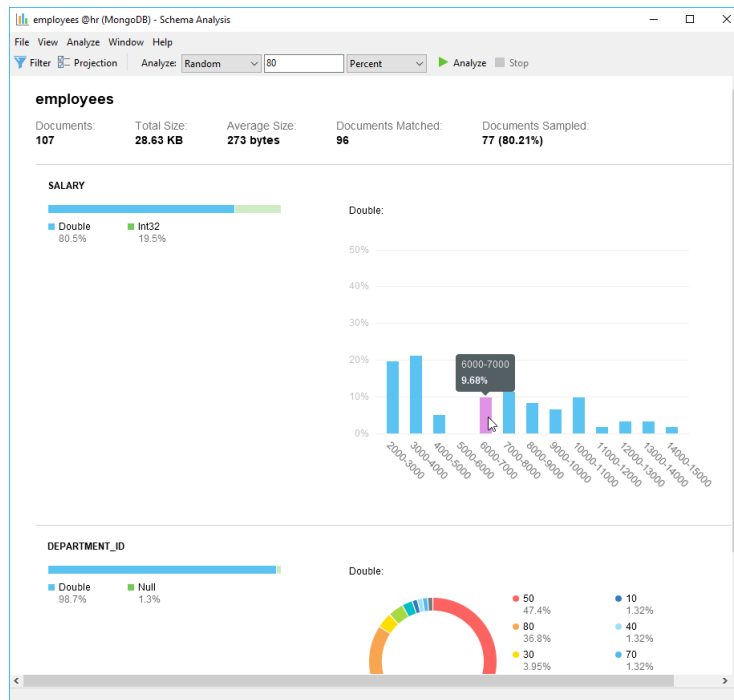 employees @hr (MongoDB) - Schema Analysis
File View Analyze Window Help
Filter Projection Analyze: Random 80 Percent Analyze Stop
employees
Documents: Total Size: Average Size: Documents Matched: Documents Sampled:
107 28.63 KB 273 bytes 96 77 (80.21%)
SALARY
Double Int32
80.5% 19.5%
Double:
50%
40%
30%
20%
10%
0%
6000-7000
9.68%
2000-3000
3000-4000
4000-5000
5000-6000
6000-7000
7000-8000
8000-9000
9000-10000
10000-11000
11000-12000
12000-13000
13000-14000
14000-15000
DEPARTMENT_ID
Double Null
98.7% 1.3%
Double:
50 10
47.4% 1.32%
80 40
36.8% 1.32%
30 70
3.95% 1.32%